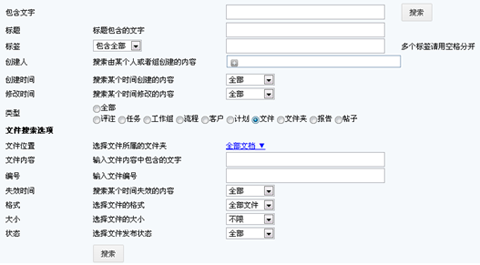 包含文字 搜索
标题 标题包含的文字
标签 包含全部 多个标签请用空格分开
创建人 搜索由某个人或者组创建的内容
创建时间 搜索某个时间创建的内容 全部
修改时间 搜索某个时间修改的内容 全部
全部
类型
评注 任务 工作组 流程 客户 计划 文件 文件夹 报告 帖子
文件搜索选项
文件位置 选择文件所属的文件夹 全部文档 ▼
文件内容 输入文件内容中包含的文字
编号 输入文件编号
失效时间 搜索某个时间失效的内容 全部
格式 选择文件的格式 全部文件
大小 选择文件的大小 不限
状态 选择文件发布状态 全部
搜索